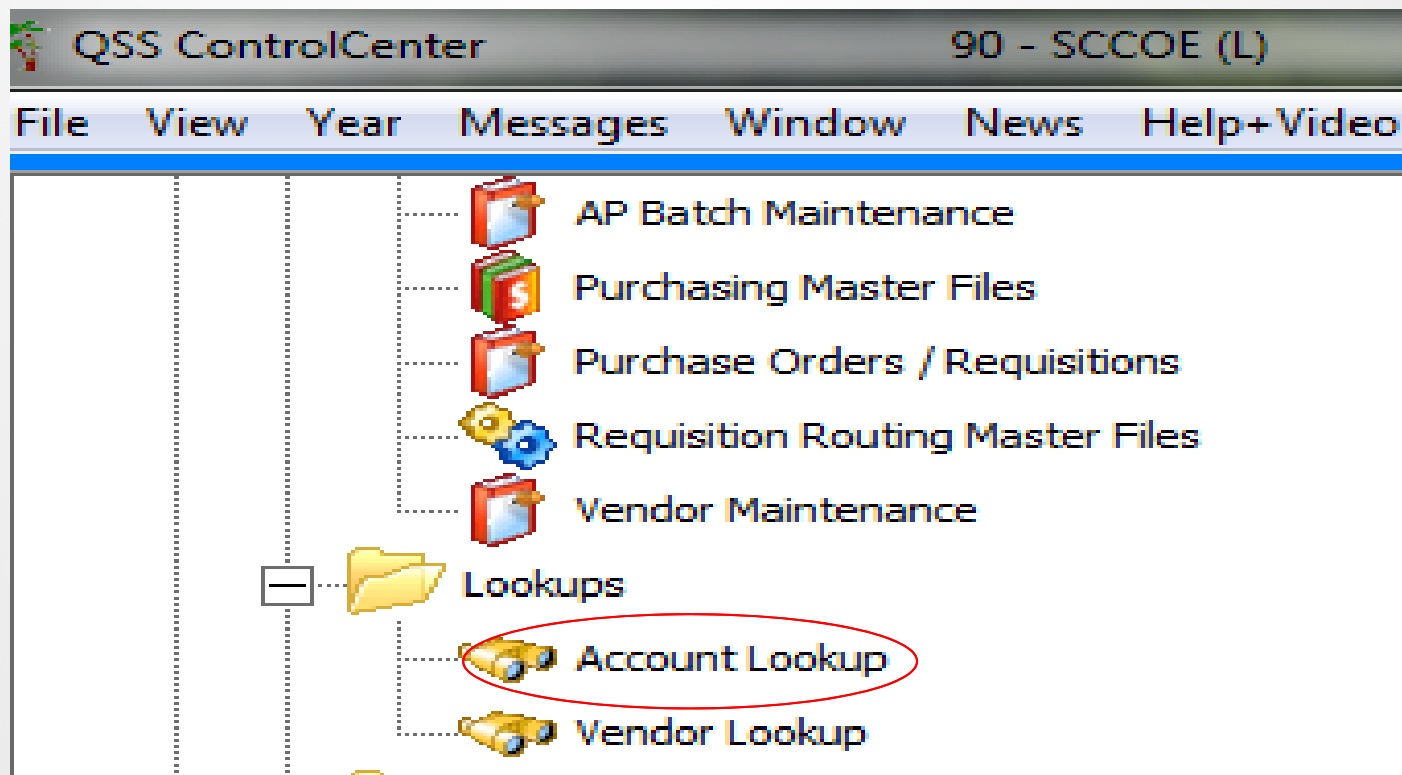 QSS ControlCenter 90 - SCCOE (L)
File View Year Messages Window News Help+Video
AP Batch Maintenance
Purchasing Master Files
Purchase Orders / Requisitions
Requisition Routing Master Files
Vendor Maintenance
Lookups
Account Lookup
Vendor Lookup